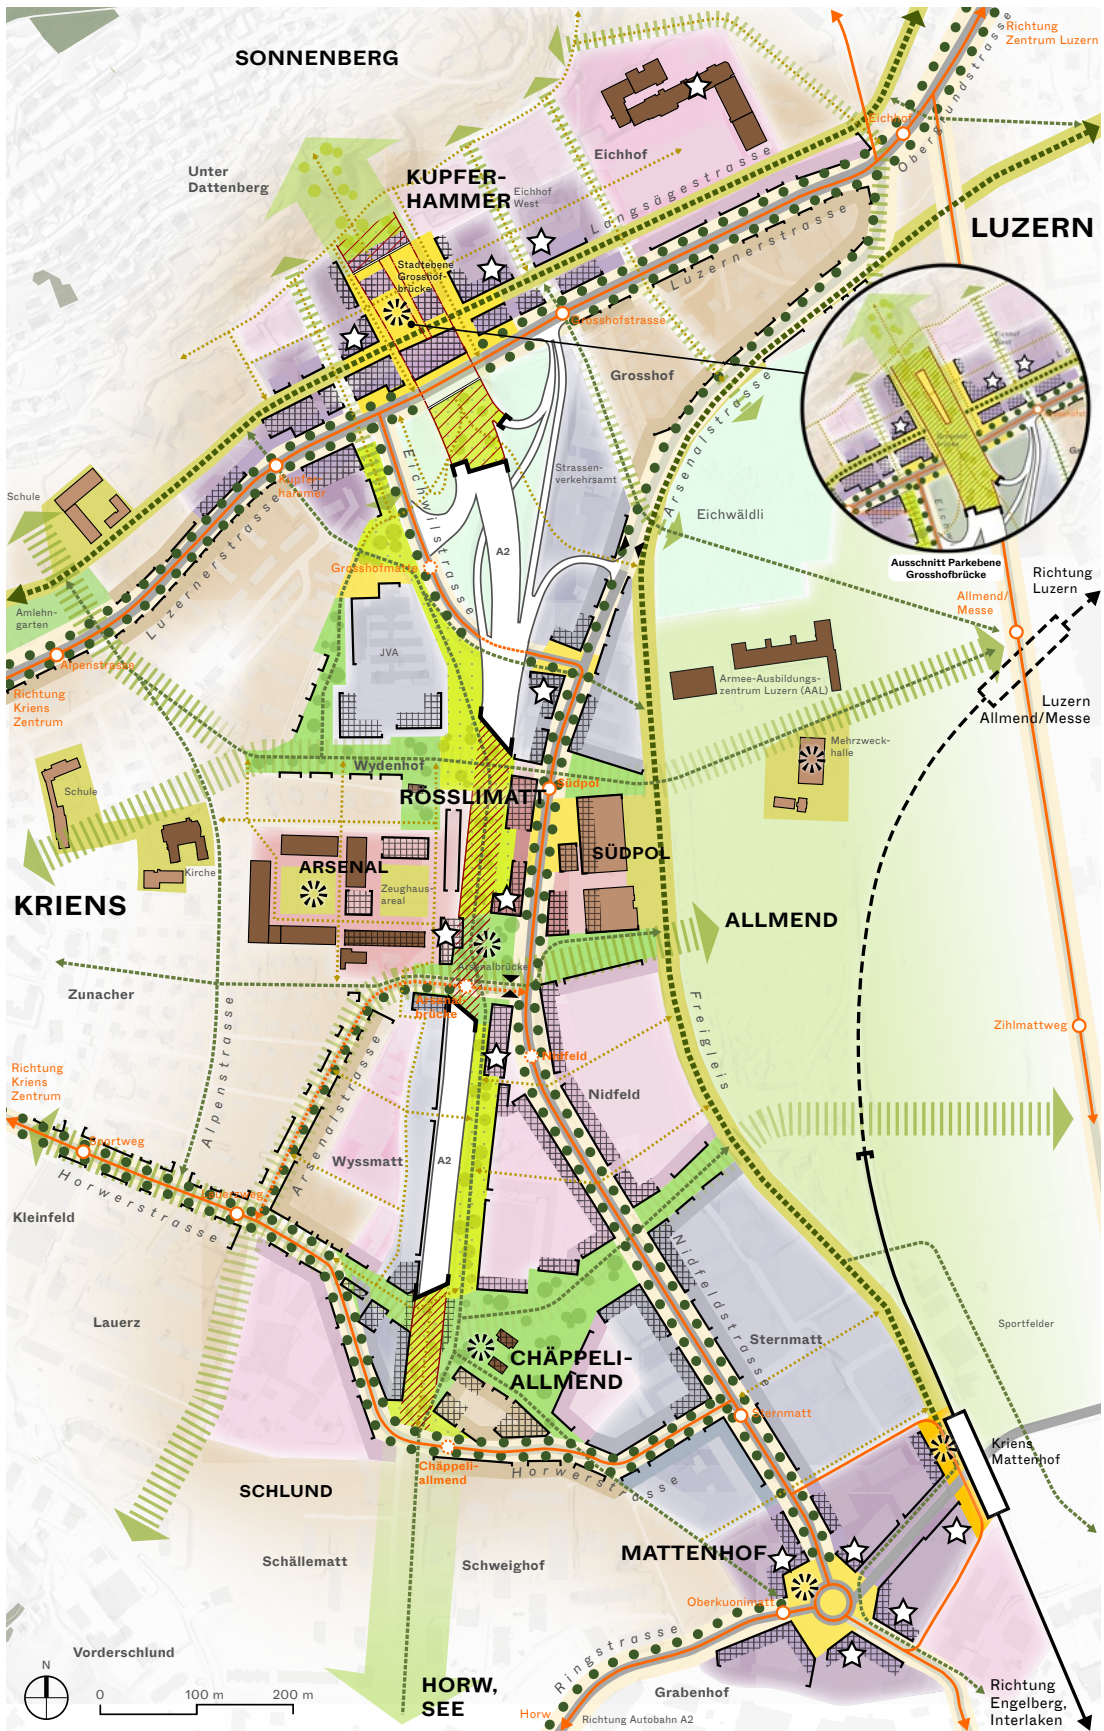 SONNENBERG
Richtung
Zentrum Luzern
Unter
Dattenberg
KUPFER-
HAMMER
Eichhof
West
Eichhof
Eichhof
Obergrundstrasse
Langsägestrasse
Luzernerstrasse
LUZERN
Stadtebene
Grosshof-
brücke
Grosshofstrasse
Grosshof
Arsenalstrasse
Ausschnitt Parkebene
Grosshofbrücke
Schule
Kupfer-
hammer
Luzernerstrasse
Eichwilstrasse
Strassen-
verkehrsamt
A2
Eichwäldli
Grosshofmatte
Amlehn-
garten
Alpenstrasse
Richtung
Kriens
Zentrum
JVA
Allmend/
Messe
Richtung
Luzern
Luzern
Allmend/Messe
Armee-Ausbildungs-
zentrum Luzern (AAL)
Mehrzweck-
halle
Wydenhof
RÖSSLIMATT
Südpol
SÜDPOL
Schule
Kirche
ARSENAL
Zeughaus-
areal
KRIENS
ALLMEND
Zunacher
Arsenalbrücke
Arsenal-
brücke
Alpenstrasse
Arsenalstrasse
Freigleis
Nidfeld
Nidfeld
Zihlmattweg
Richtung
Kriens
Zentrum
Sportweg
Horwerstrasse
Lauerzweg
Kleinfeld
Wyssmatt
A2
Nidfeldstrasse
Lauerz
Sternmatt
Sportfelder
CHÄPPELI-
ALLMEND
Sternmatt
Chäppeli-
allmend
Horwerstrasse
Kriens
Mattenhof
SCHLUND
Schällematt
Schweighof
MATTENHOF
Oberkuonimatt
Ringstrasse
Vorderschlund
N
0
100 m
200 m
HORW,
SEE
Horw
Grabenhof
Richtung Autobahn A2
Richtung
Engelberg,
Interlaken